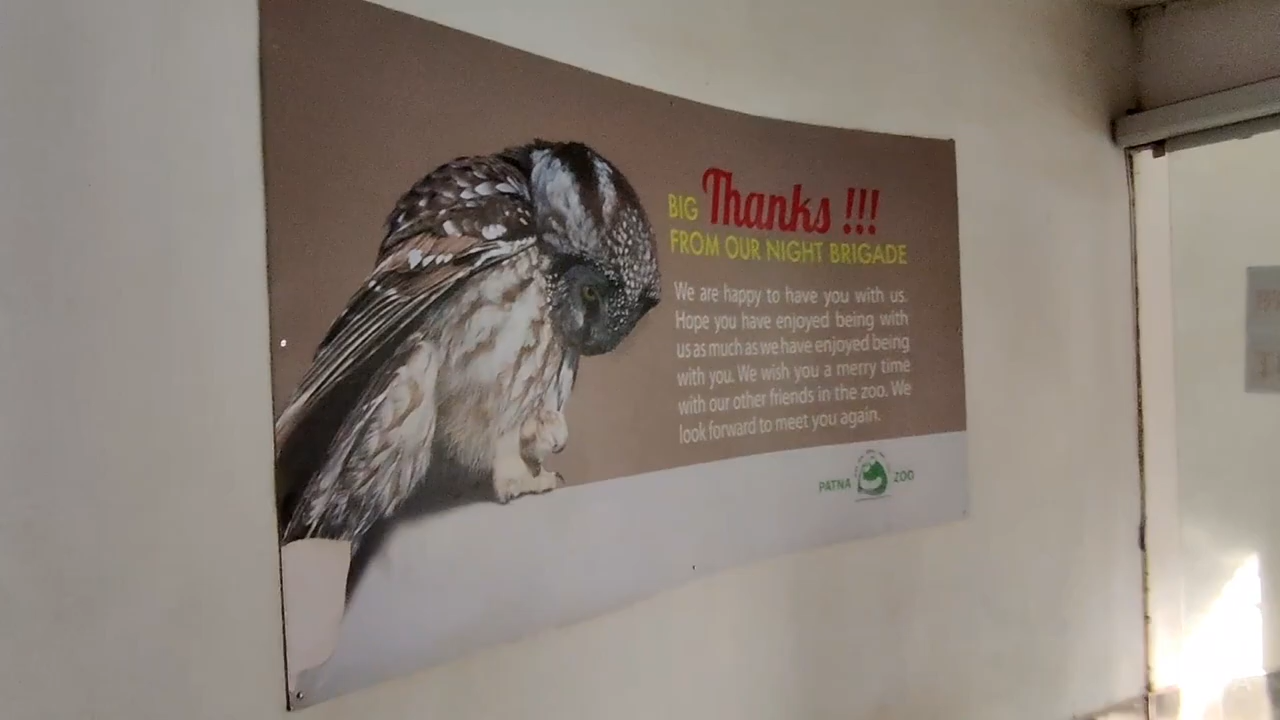 BIG Thanks !!!
FROM OUR NIGHT BRIGADE
We are happy to have you with us.
Hope you have enjoyed being with
us as much as we have enjoyed being
with you. We wish you a merry time
with our other friends in the zoo. We
look forward to meet you again.
PATNA ZOO